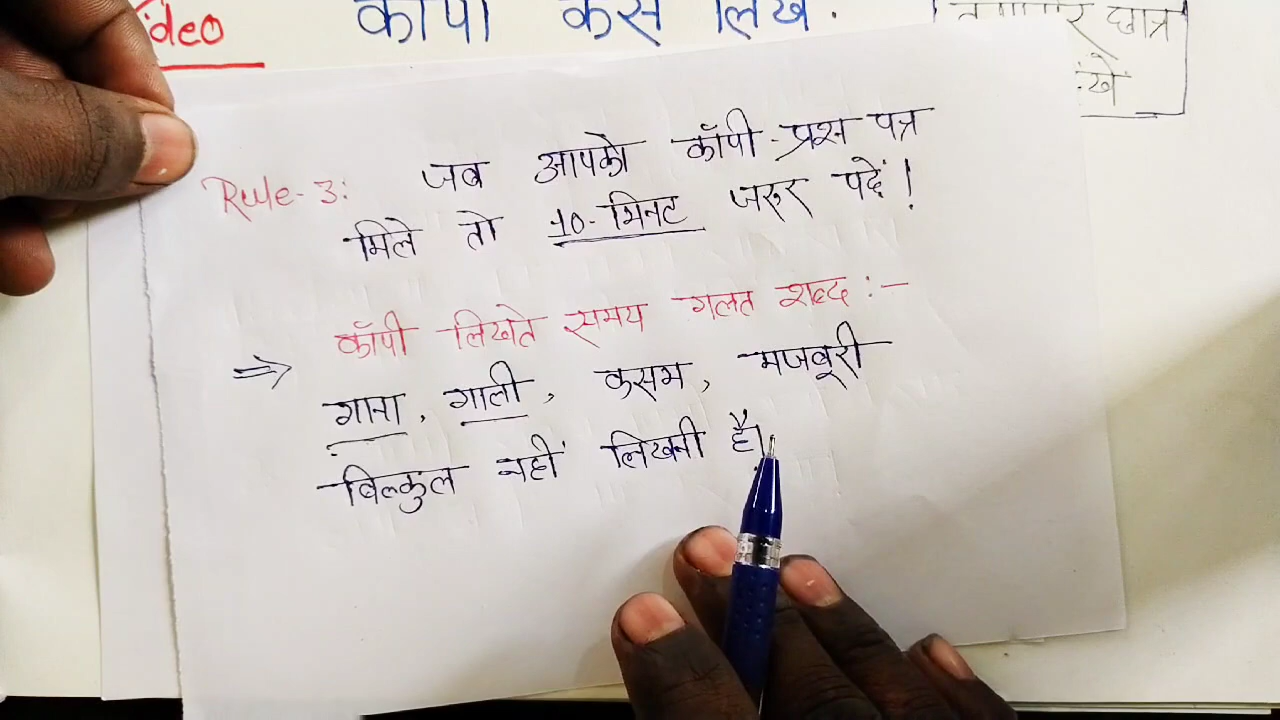 video कॉपी कैसे लिखें. छात्र
Rule-3: जब आपको कॉपी-प्रश्न पत्र
मिले तो 10-मिनट जरूर पढ़ें!
कॉपी लिखते समय गलत शब्द :-
⇒ गाना, गाली, कसम, मजबूरी
बिल्कुल नहीं लिखनी है।